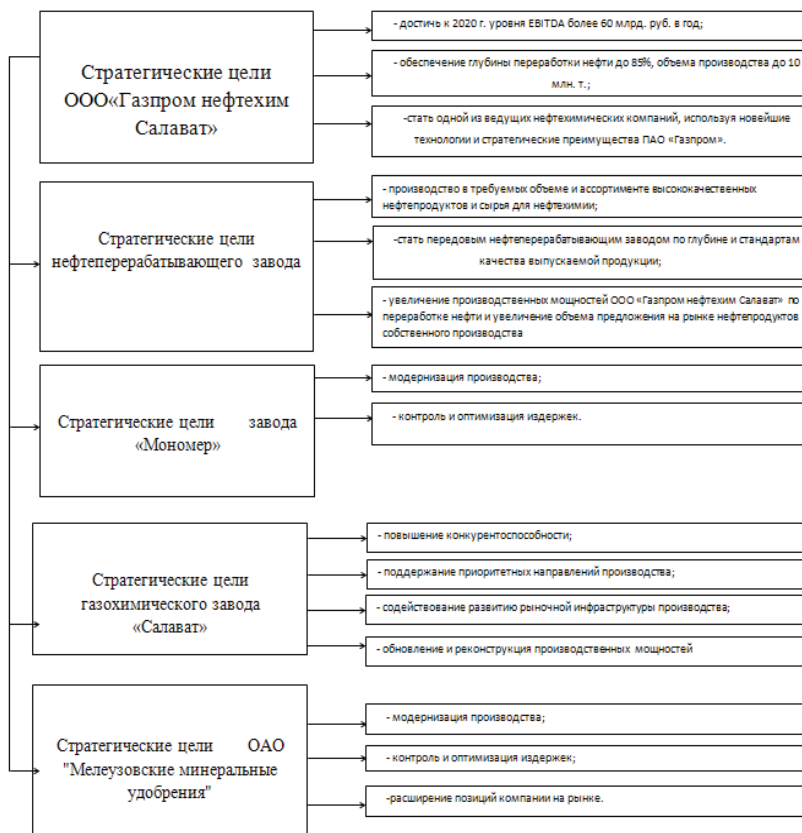 Стратегические цели
ООО«Газпром нефтехим
Салават»
- достичь к 2020 г. уровня EBITDA более 60 млрд. руб. в год;
- обеспечение глубины переработки нефти до 85%, объема производства до 10
млн. т.;
-стать одной из ведущих нефтехимических компаний, используя новейшие
технологии и стратегические преимущества ПАО «Газпром».
Стратегические цели
нефтеперерабатывающего завода
- производство в требуемых объеме и ассортименте высококачественных
нефтепродуктов и сырья для нефтехимии;
-стать передовым нефтеперерабатывающим заводом по глубине и стандартам
качества выпускаемой продукции;
- увеличение производственных мощностей ООО «Газпром нефтехим Салават» по
переработке нефти и увеличение объема предложения на рынке нефтепродуктов
собственного производства
Стратегические цели завода
«Мономер»
- модернизация производства;
- контроль и оптимизация издержек.
Стратегические цели
газохимического завода
«Салават»
- повышение конкурентоспособности;
- поддержание приоритетных направлений производства;
- содействование развитию рыночной инфраструктуры производства;
- обновление и реконструкция производственных мощностей
Стратегические цели ОАО
"Мелеузовские минеральные
удобрения"
- модернизация производства;
- контроль и оптимизация издержек;
-расширение позиций компании на рынке.